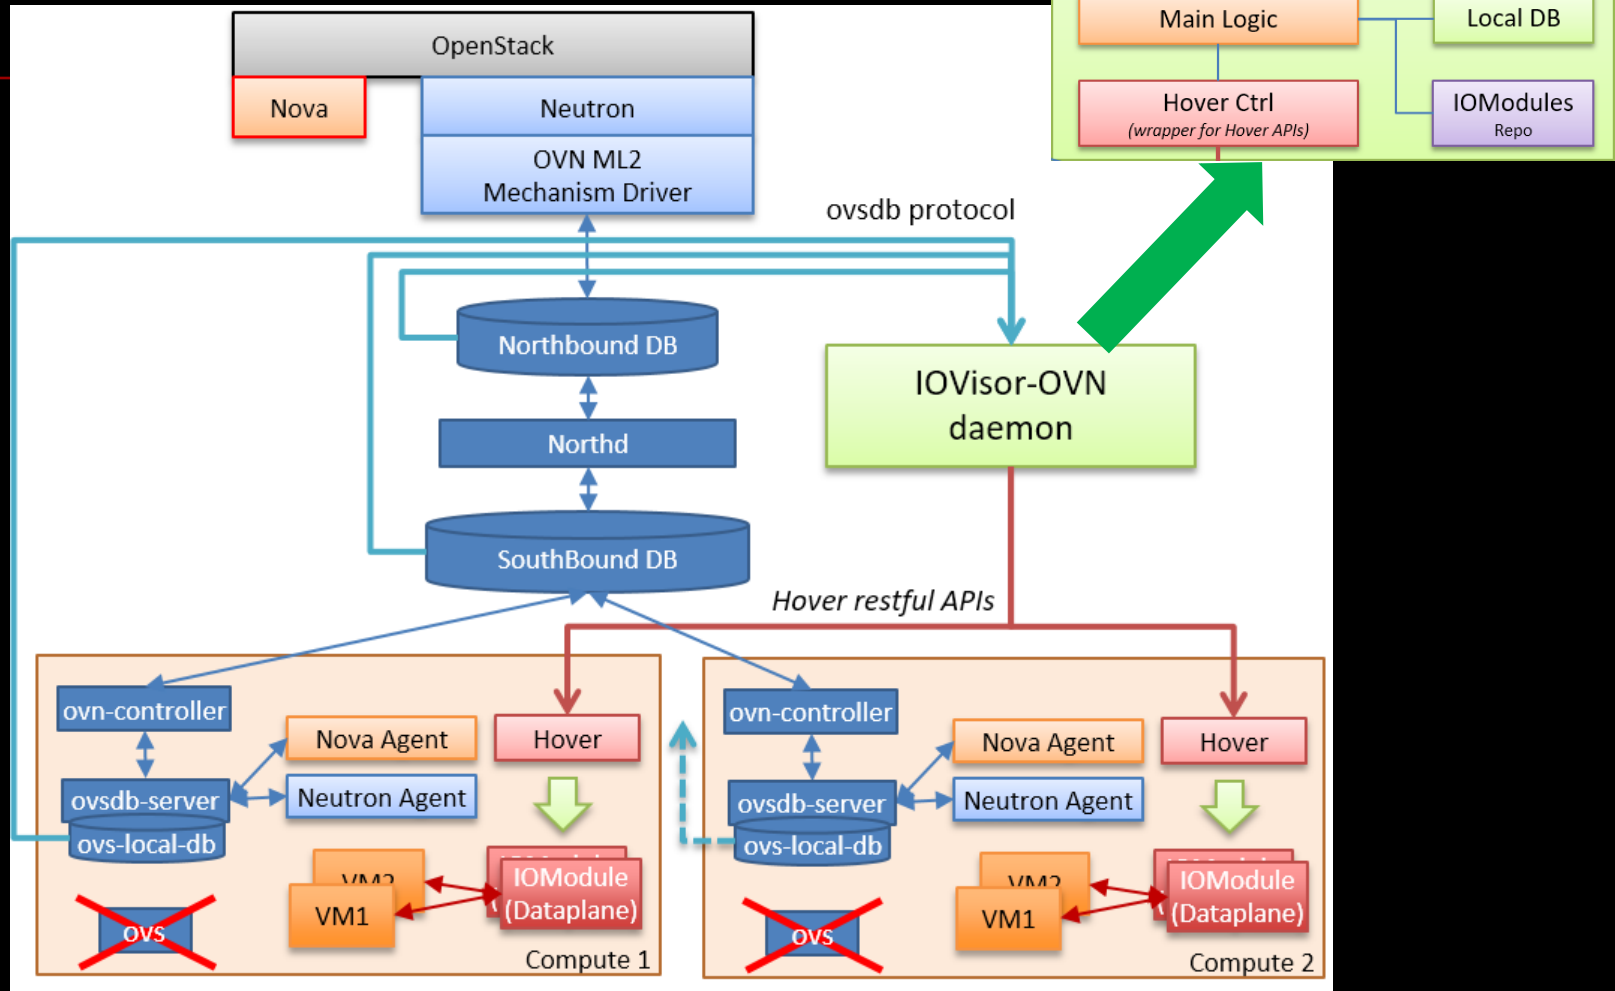 Main Logic
Local DB
Hover Ctrl
(wrapper for Hover APIs)
IOModules
Repo
OpenStack
Nova
Neutron
OVN ML2
Mechanism Driver
ovsdb protocol
Northbound DB
IOVisor-OVN
daemon
Northd
SouthBound DB
Hover restful APIs
ovn-controller
Nova Agent
Hover
ovsdb-server
Neutron Agent
ovs-local-db
VM2
VM1
IOModule
(Dataplane)
ovs
Compute 1
ovn-controller
Nova Agent
Hover
ovsdb-server
Neutron Agent
ovs-local-db
VM2
VM1
IOModule
(Dataplane)
ovs
Compute 2